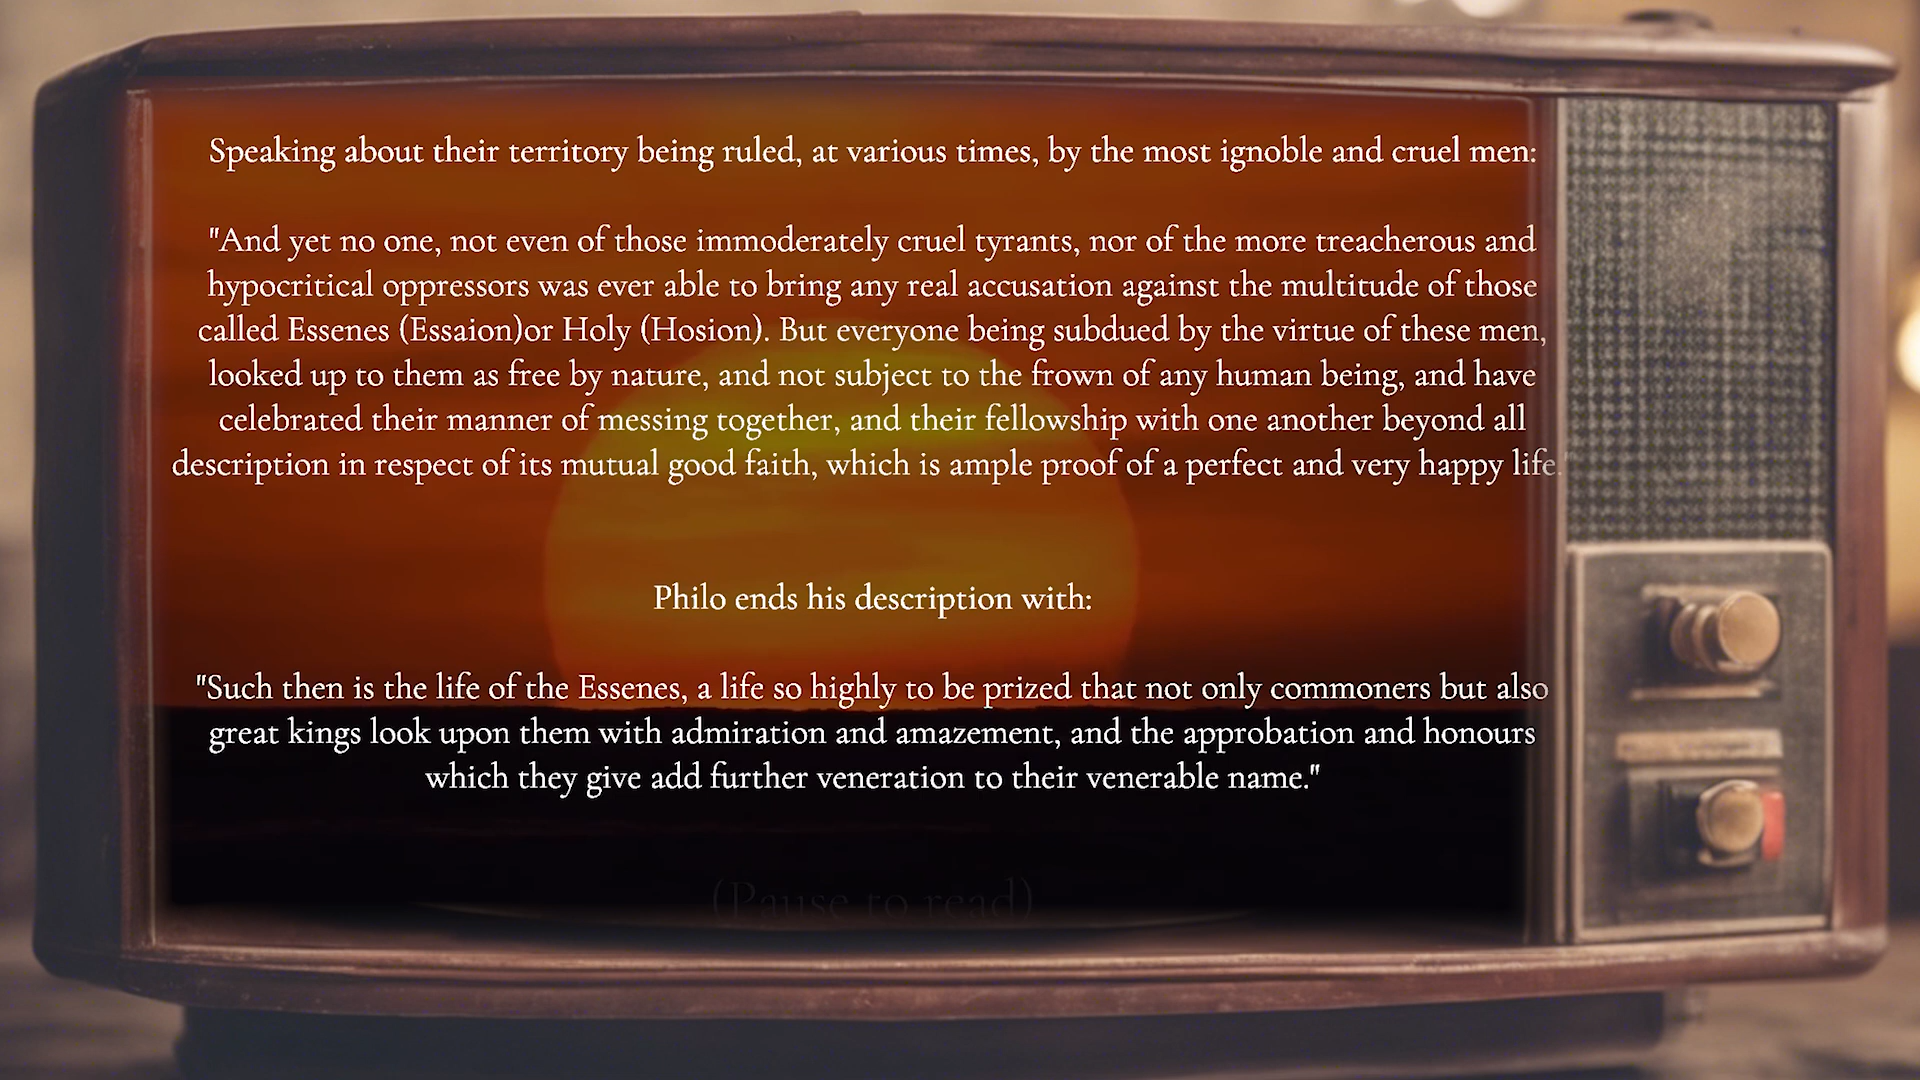 Speaking about their territory being ruled, at various times, by the most ignoble and cruel men:
"And yet no one, not even of those immoderately cruel tyrants, nor of the more treacherous and
hypocritical oppressors was ever able to bring any real accusation against the multitude of those
called Essenes (Essaion)or Holy (Hosion). But everyone being subdued by the virtue of these men,
looked up to them as free by nature, and not subject to the frown of any human being, and have
celebrated their manner of messing together, and their fellowship with one another beyond all
description in respect of its mutual good faith, which is ample proof of a perfect and very happy life."
Philo ends his description with:
"Such then is the life of the Essenes, a life so highly to be prized that not only commoners but also
great kings look upon them with admiration and amazement, and the approbation and honours
which they give add further veneration to their venerable name."
(Pause to read)